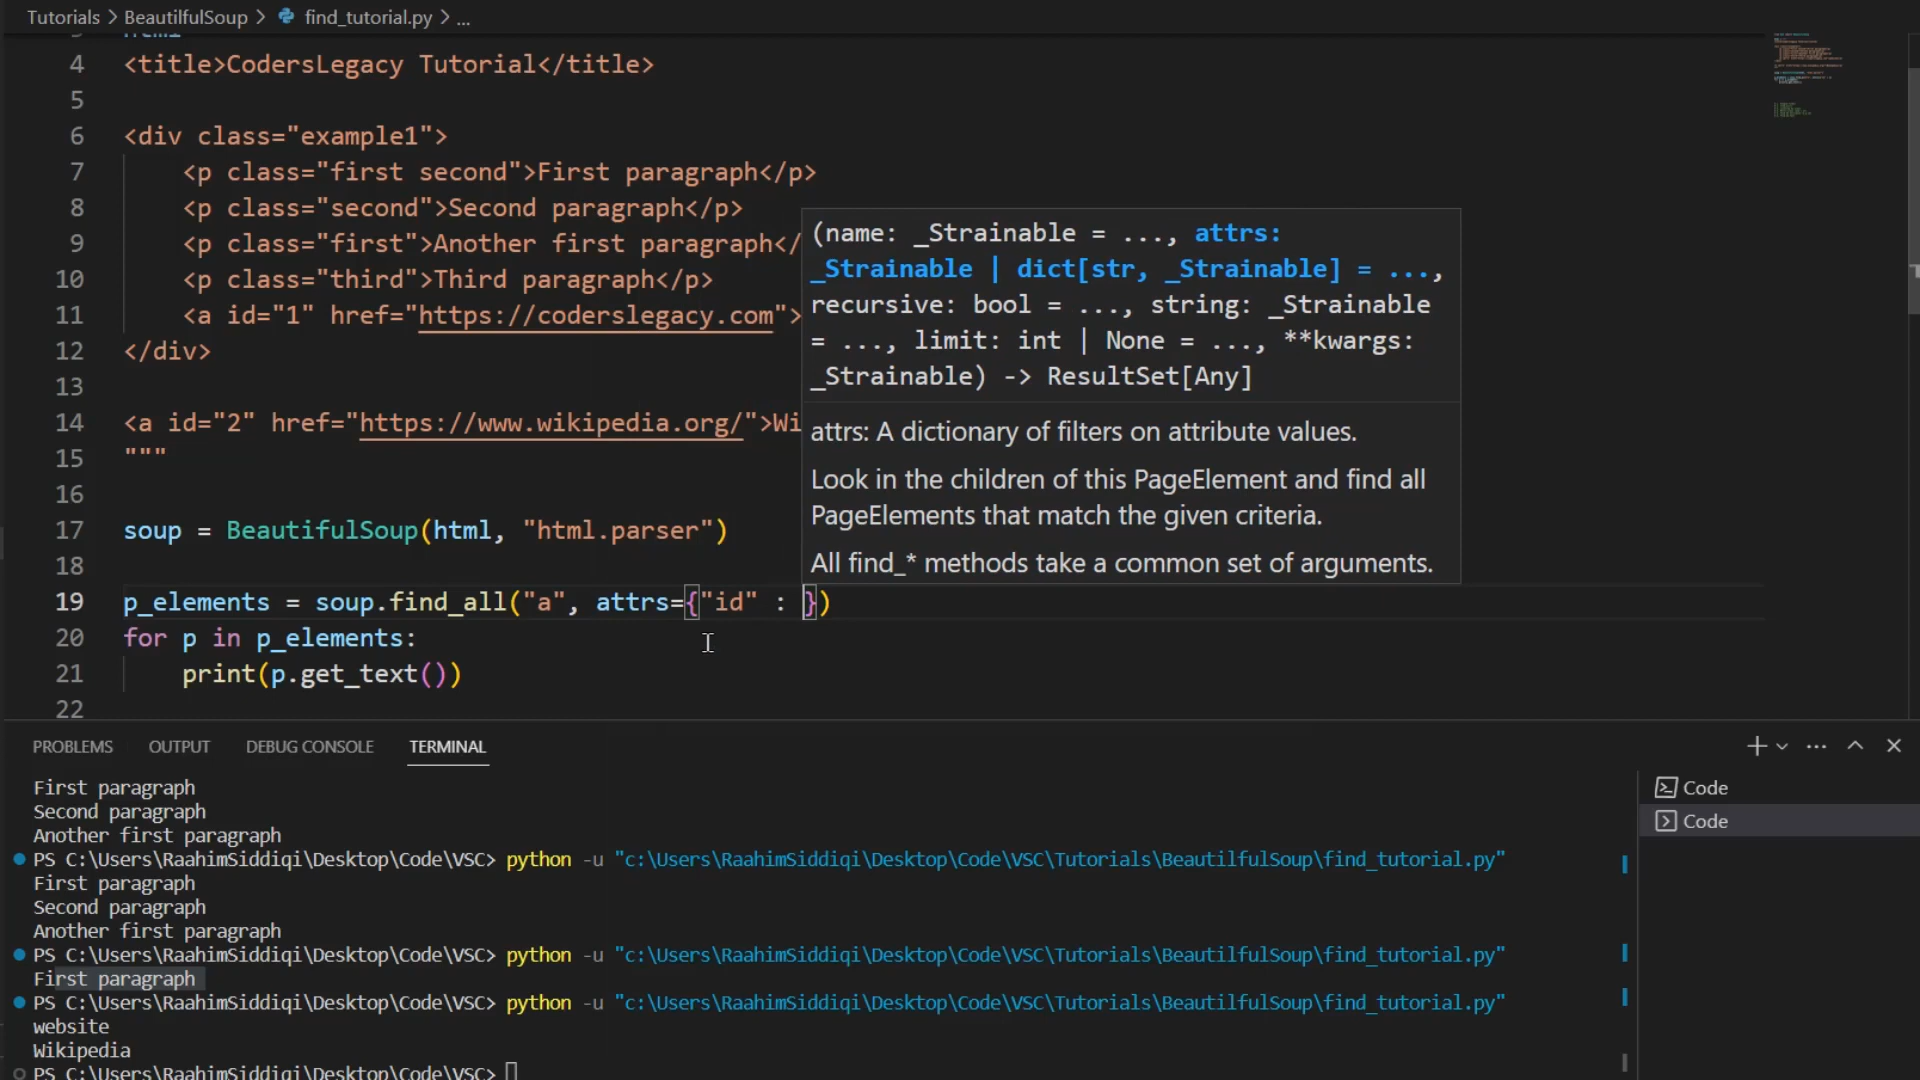 Tutorials > BeautilfulSoup > find_tutorial.py > ...
4 <title>CodersLegacy Tutorial</title>
5
6 <div class="example1">
7 <p class="first second">First paragraph</p>
8 <p class="second">Second paragraph</p>
9 <p class="first">Another first paragraph</
10 <p class="third">Third paragraph</p>
11 <a id="1" href="https://coderslegacy.com">
12 </div>
13
14 <a id="2" href="https://www.wikipedia.org/">Wi
15 """
16
17 soup = BeautifulSoup(html, "html.parser")
18
19 p_elements = soup.find_all("a", attrs={"id" : })
20 for p in p_elements:
21 print(p.get_text())
22
(name: _Strainable = ..., attrs:
_Strainable | dict[str, _Strainable] = ...,
recursive: bool = ..., string: _Strainable
= ..., limit: int | None = ..., **kwargs:
_Strainable) -> ResultSet[Any]
attrs: A dictionary of filters on attribute values.
Look in the children of this PageElement and find all
PageElements that match the given criteria.
All find_* methods take a common set of arguments.
PROBLEMS OUTPUT DEBUG CONSOLE TERMINAL
First paragraph
Second paragraph
Another first paragraph
PS C:\Users\RaahimSiddiqi\Desktop\Code\VSC> python -u "c:\Users\RaahimSiddiqi\Desktop\Code\VSC\Tutorials\BeautilfulSoup\find_tutorial.py"
First paragraph
Second paragraph
Another first paragraph
PS C:\Users\RaahimSiddiqi\Desktop\Code\VSC> python -u "c:\Users\RaahimSiddiqi\Desktop\Code\VSC\Tutorials\BeautilfulSoup\find_tutorial.py"
First paragraph
PS C:\Users\RaahimSiddiqi\Desktop\Code\VSC> python -u "c:\Users\RaahimSiddiqi\Desktop\Code\VSC\Tutorials\BeautilfulSoup\find_tutorial.py"
website
Wikipedia
PS C:\Users\RaahimSiddiqi\Desktop\Code\VSC>
Code
Code